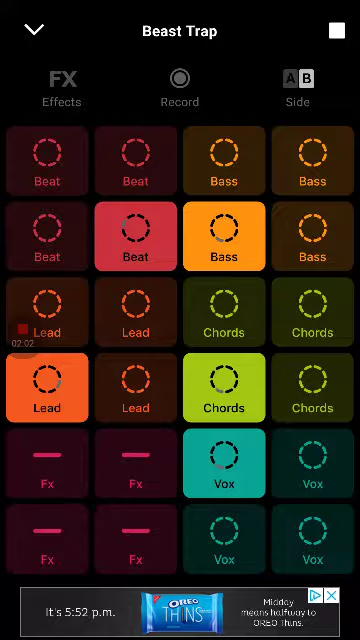 Beast Trap
FX
A B
Effects
Record
Side
Beat
Beat
Bass
Bass
Beat
Beat
Bass
Bass
Lead
Lead
Chords
Chords
02:02
Lead
Lead
Chords
Chords
Fx
Fx
Vox
Vox
Fx
Fx
Vox
Vox
It's 5:52 p.m.
OREO
THINS
Midday
means halfway to
OREO Thins.